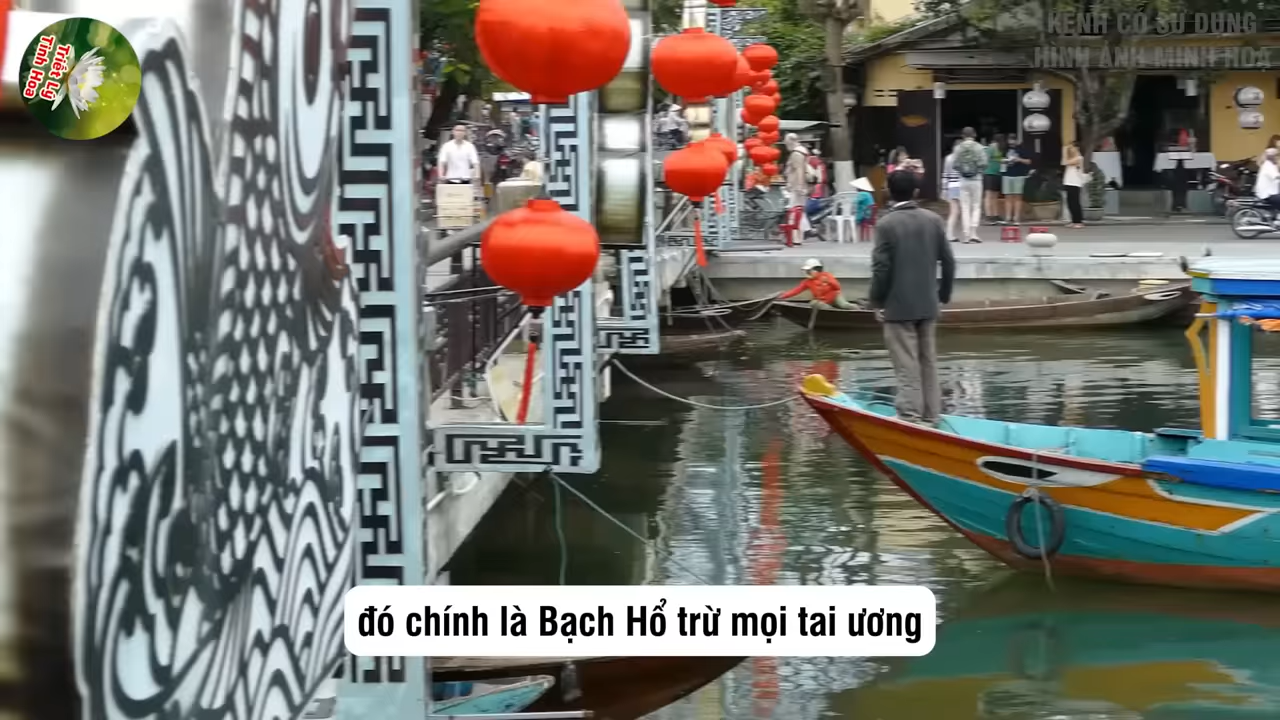 Triết Lý
Tinh Hoa
KÊNH CÓ SỬ DỤNG
HÌNH ẢNH MINH HỌA
đó chính là Bạch Hổ trừ mọi tai ương